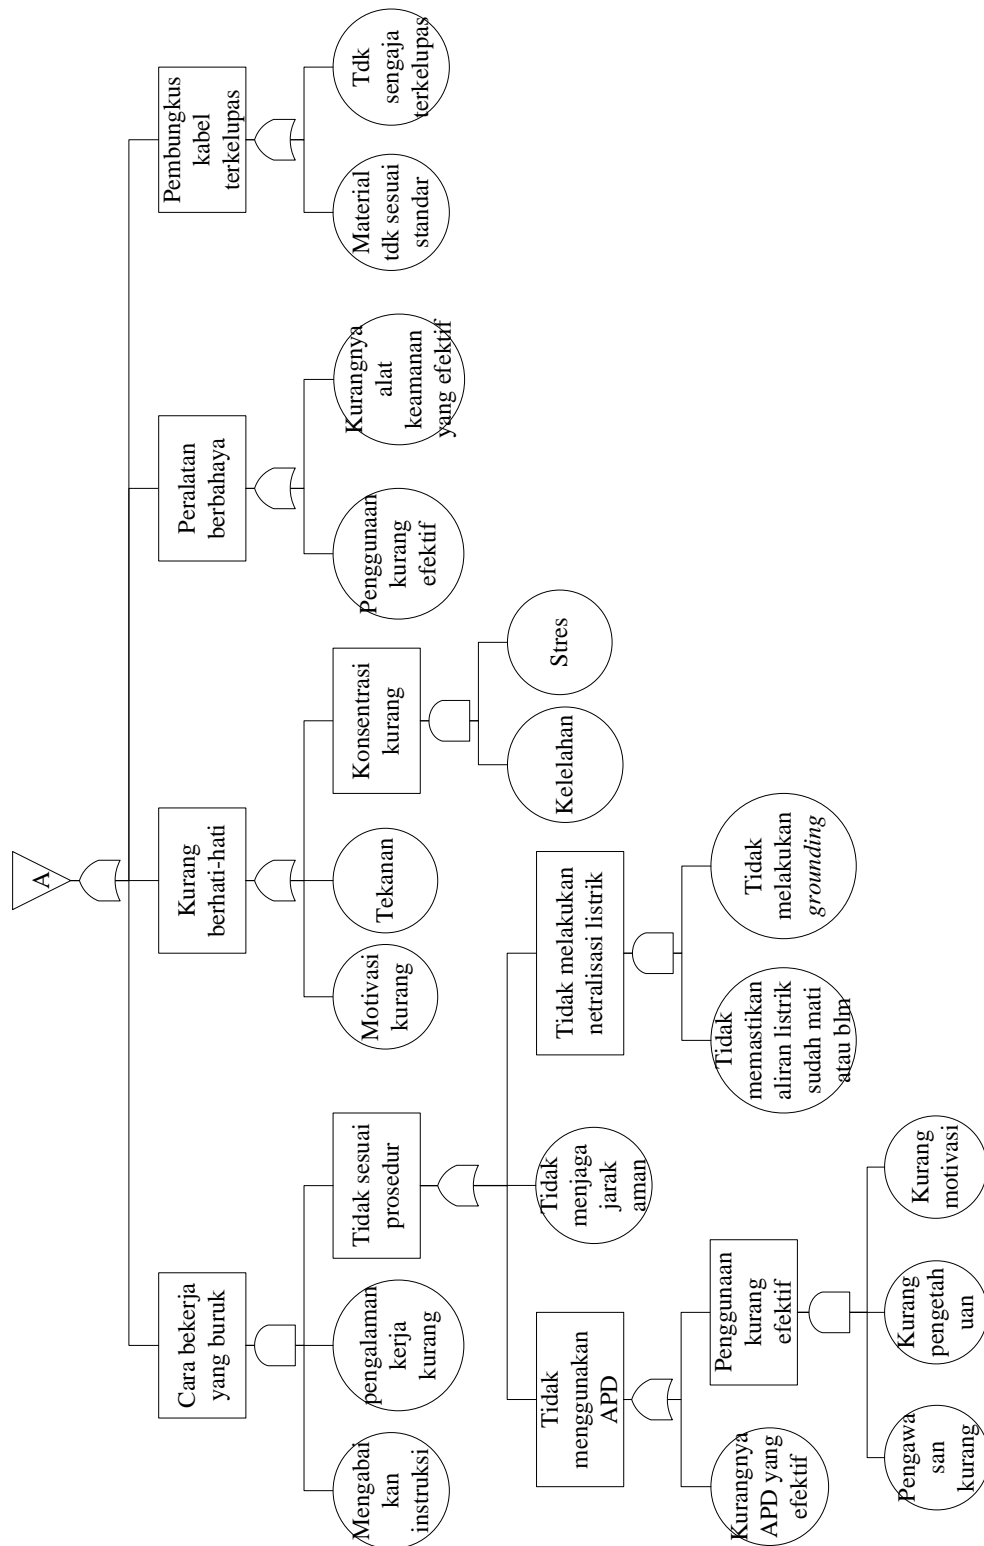 A
Cara bekerja
yang buruk
Kurang
berhati-hati
Peralatan
berbahaya
Pembungkus
kabel
terkelupas
Mengabai
kan
instruksi
pengalaman
kerja
kurang
Tidak sesuai
prosedur
Motivasi
kurang
Tekanan
Konsentrasi
kurang
Penggunaan
kurang
efektif
Kurangnya
alat
keamanan
yang efektif
Material
tdk sesuai
standar
Tdk
sengaja
terkelupas
Tidak
menggunakan
APD
Tidak
menjaga
jarak
aman
Tidak melakukan
netralisasi listrik
Kelelahan
Stres
Kurangnya
APD yang
efektif
Penggunaan
kurang
efektif
Tidak
memastikan
aliran listrik
sudah mati
atau blm
Tidak
melakukan
grounding
Pengawa
san
kurang
Kurang
pengetah
uan
Kurang
motivasi